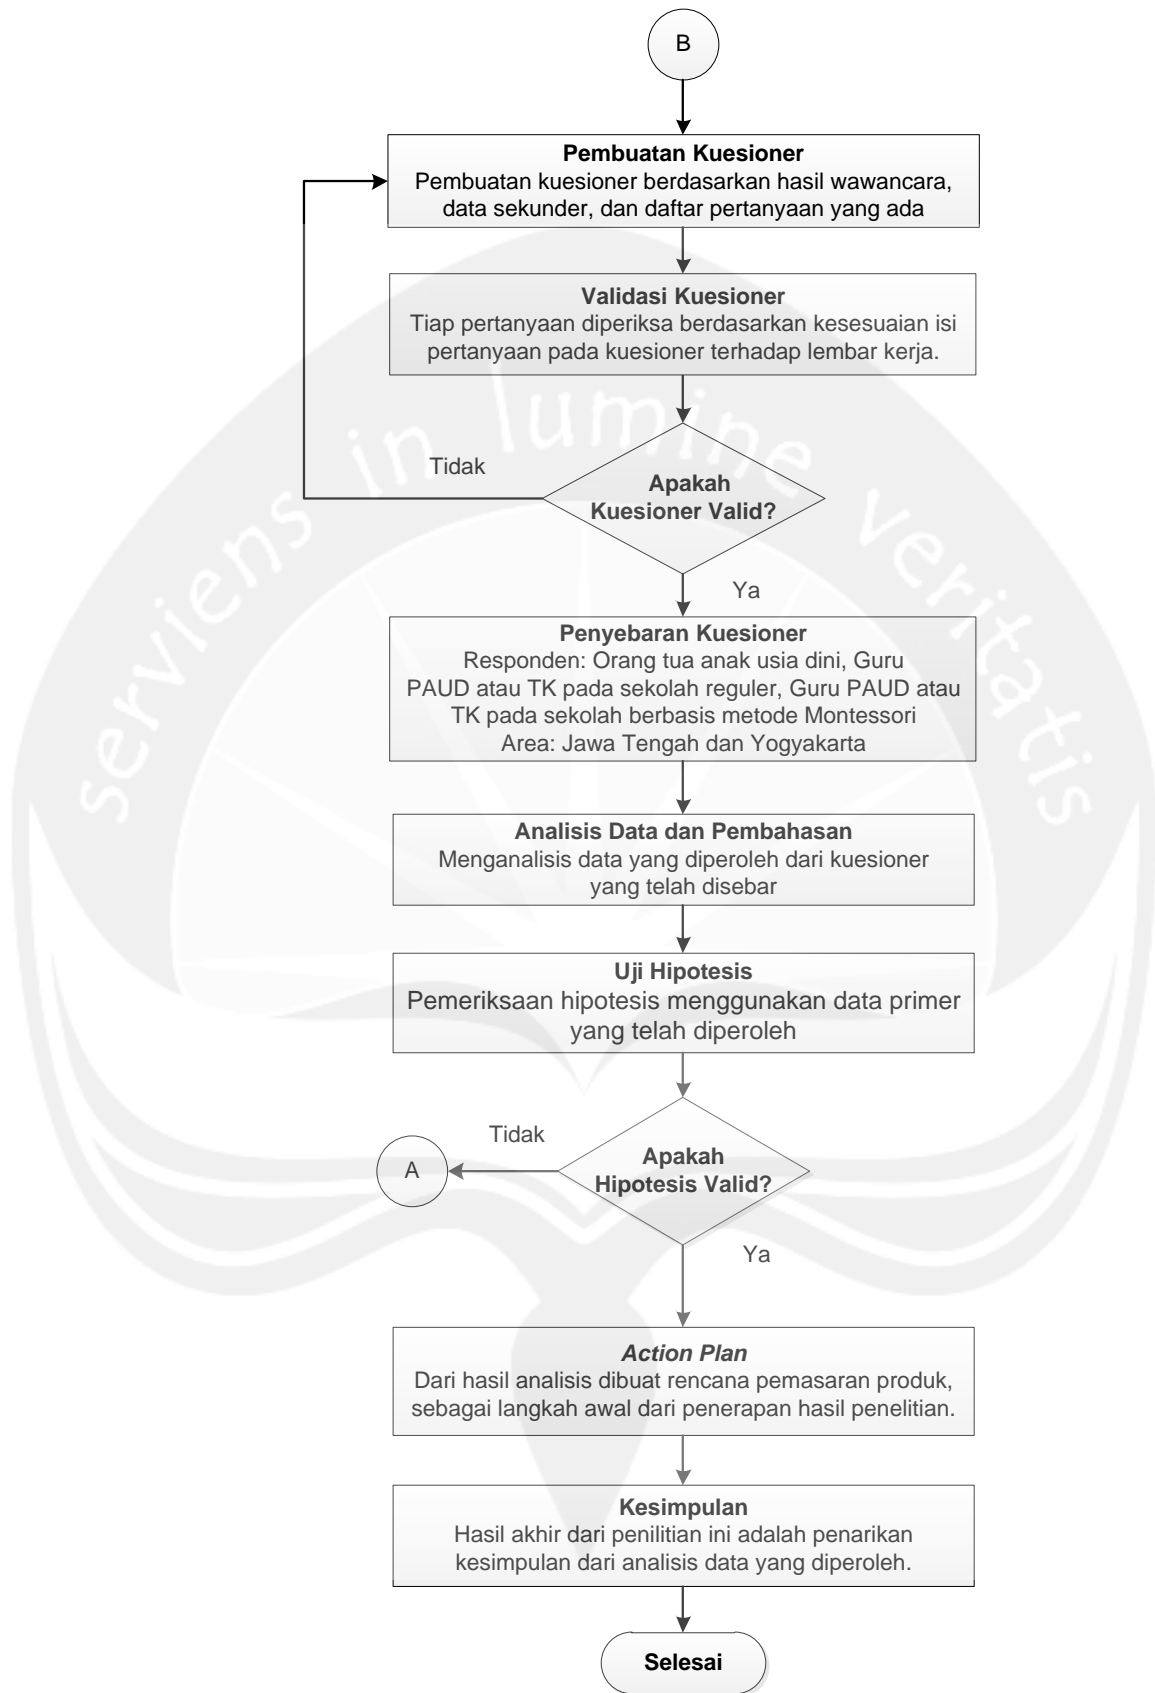 B
Pembuatan Kuesioner
Pembuatan kuesioner berdasarkan hasil wawancara,
data sekunder, dan daftar pertanyaan yang ada
Validasi Kuesioner
Tiap pertanyaan diperiksa berdasarkan kesesuaian isi
pertanyaan pada kuesioner terhadap lembar kerja.
serviens in lumine veritatis
Tidak
Apakah
Kuesioner Valid?
Ya
Penyebaran Kuesioner
Responden: Orang tua anak usia dini, Guru
PAUD atau TK pada sekolah reguler, Guru PAUD atau
TK pada sekolah berbasis metode Montessori
Area: Jawa Tengah dan Yogyakarta
Analisis Data dan Pembahasan
Menganalisis data yang diperoleh dari kuesioner
yang telah disebar
Uji Hipotesis
Pemeriksaan hipotesis menggunakan data primer
yang telah diperoleh
Tidak
A
Apakah
Hipotesis Valid?
Ya
Action Plan
Dari hasil analisis dibuat rencana pemasaran produk,
sebagai langkah awal dari penerapan hasil penelitian.
Kesimpulan
Hasil akhir dari penilitian ini adalah penarikan
kesimpulan dari analisis data yang diperoleh.
Selesai